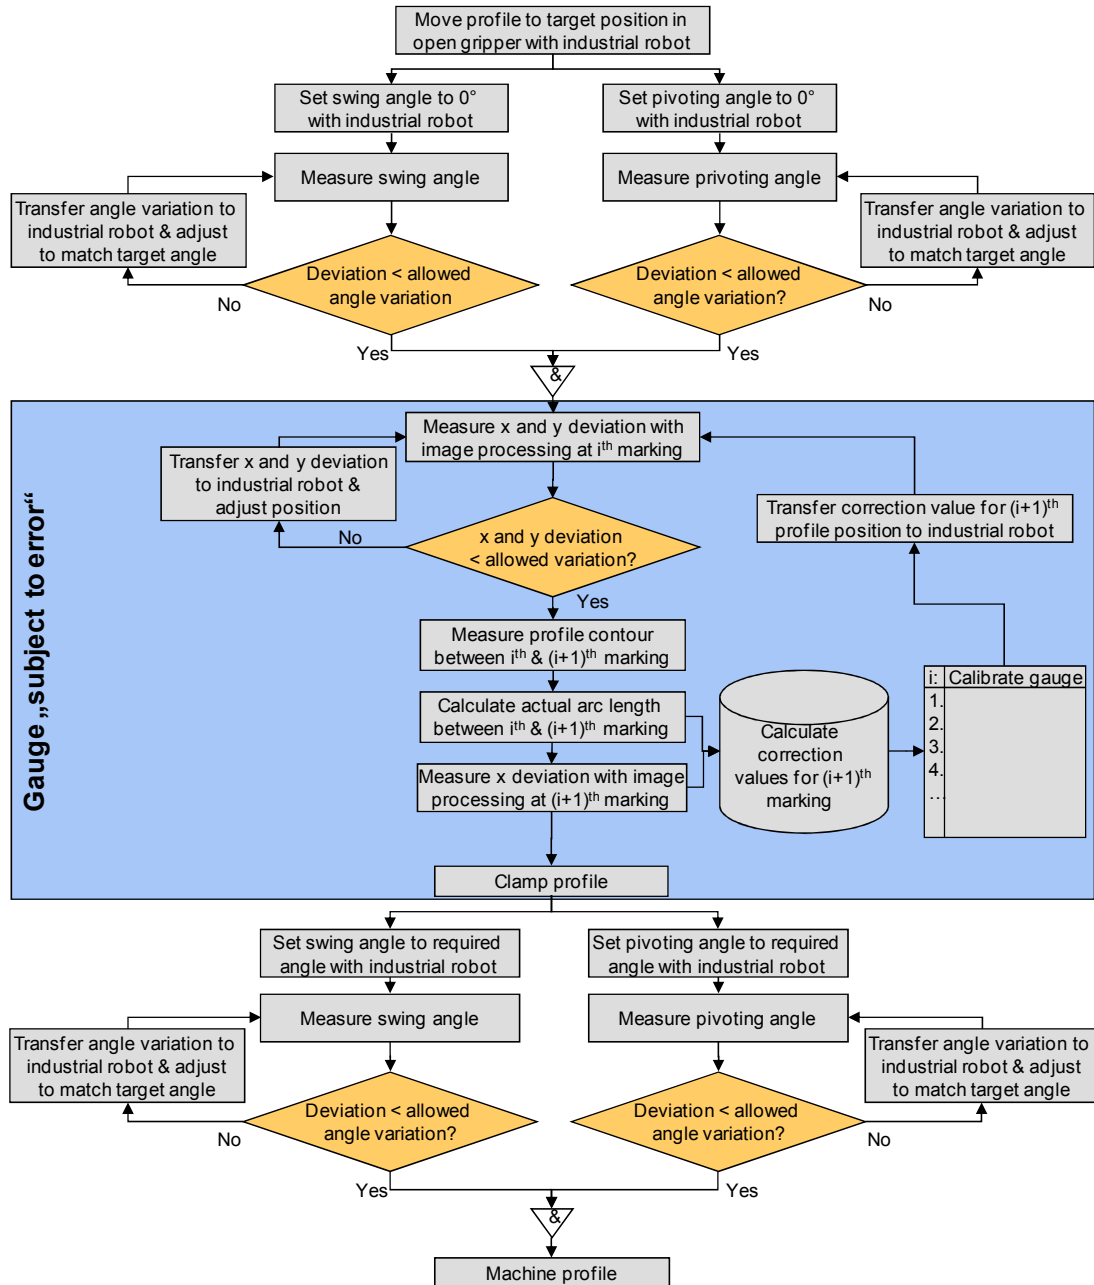 Move profile to target position in
open gripper with industrial robot
Set swing angle to 0°
with industrial robot
Set pivoting angle to 0°
with industrial robot
Measure swing angle
Measure privoting angle
Transfer angle variation to
industrial robot & adjust
to match target angle
Transfer angle variation to
industrial robot & adjust
to match target angle
Deviation < allowed
angle variation
Deviation < allowed
angle variation?
No
No
Yes
Yes
&
Gauge „subject to error“
Measure x and y deviation with
image processing at ith marking
Transfer x and y deviation
to industrial robot &
adjust position
Transfer correction value for (i+1)th
profile position to industrial robot
No
x and y deviation
< allowed variation?
Yes
Measure profile contour
between ith & (i+1)th marking
Calculate actual arc length
between ith & (i+1)th marking
Measure x deviation with image
processing at (i+1)th marking
Calculate
correction
values for (i+1)th
marking
i: Calibrate gauge
1.
2.
3.
4.
...
Clamp profile
Set swing angle to required
angle with industrial robot
Set pivoting angle to required
angle with industrial robot
Measure swing angle
Measure pivoting angle
Transfer angle variation to
industrial robot & adjust
to match target angle
Transfer angle variation to
industrial robot & adjust
to match target angle
Deviation < allowed
angle variation?
Deviation < allowed
angle variation?
No
No
Yes
Yes
&
Machine profile